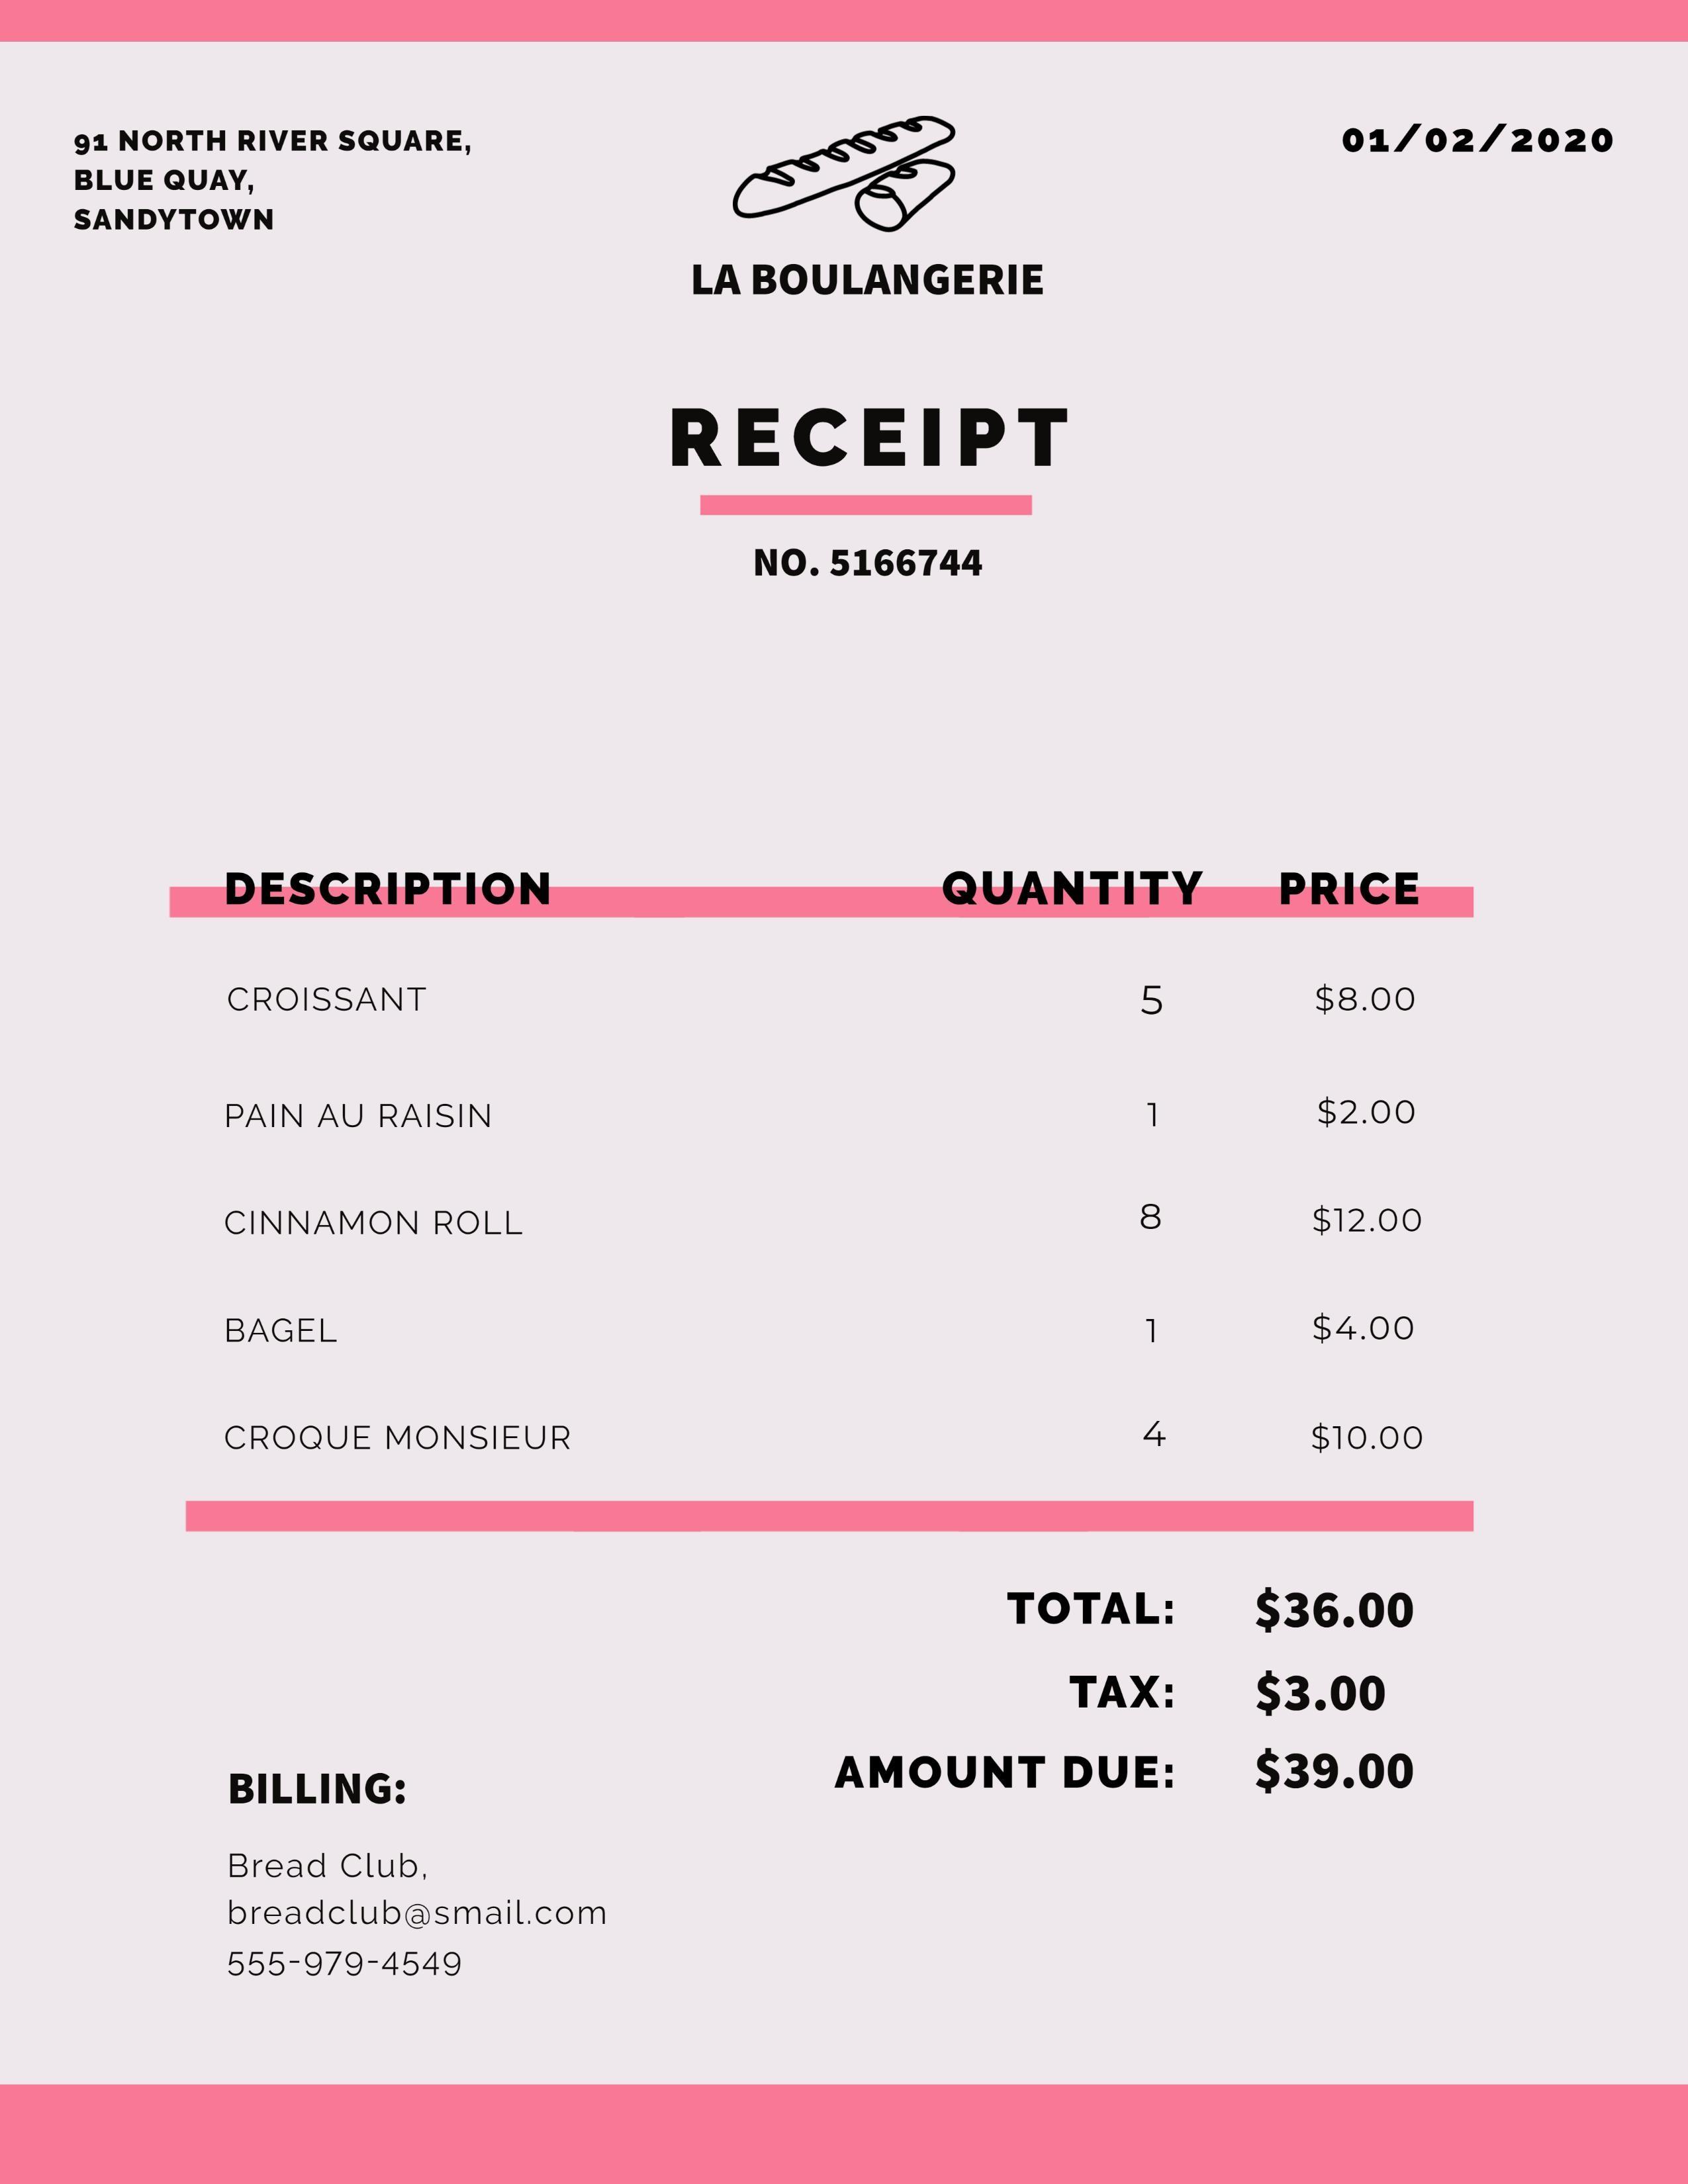 91 NORTH RIVER SQUARE,
BLUE QUAY,
SANDYTOWN
01/02/2020
LA BOULANGERIE
RECEIPT
NO. 5166744
DESCRIPTION QUANTITY PRICE
CROISSANT 5 $8.00
PAIN AU RAISIN 1 $2.00
CINNAMON ROLL 8 $12.00
BAGEL 1 $4.00
CROQUE MONSIEUR 4 $10.00
TOTAL: $36.00
TAX: $3.00
AMOUNT DUE: $39.00
BILLING:
Bread Club,
breadclub@smail.com
555-979-4549